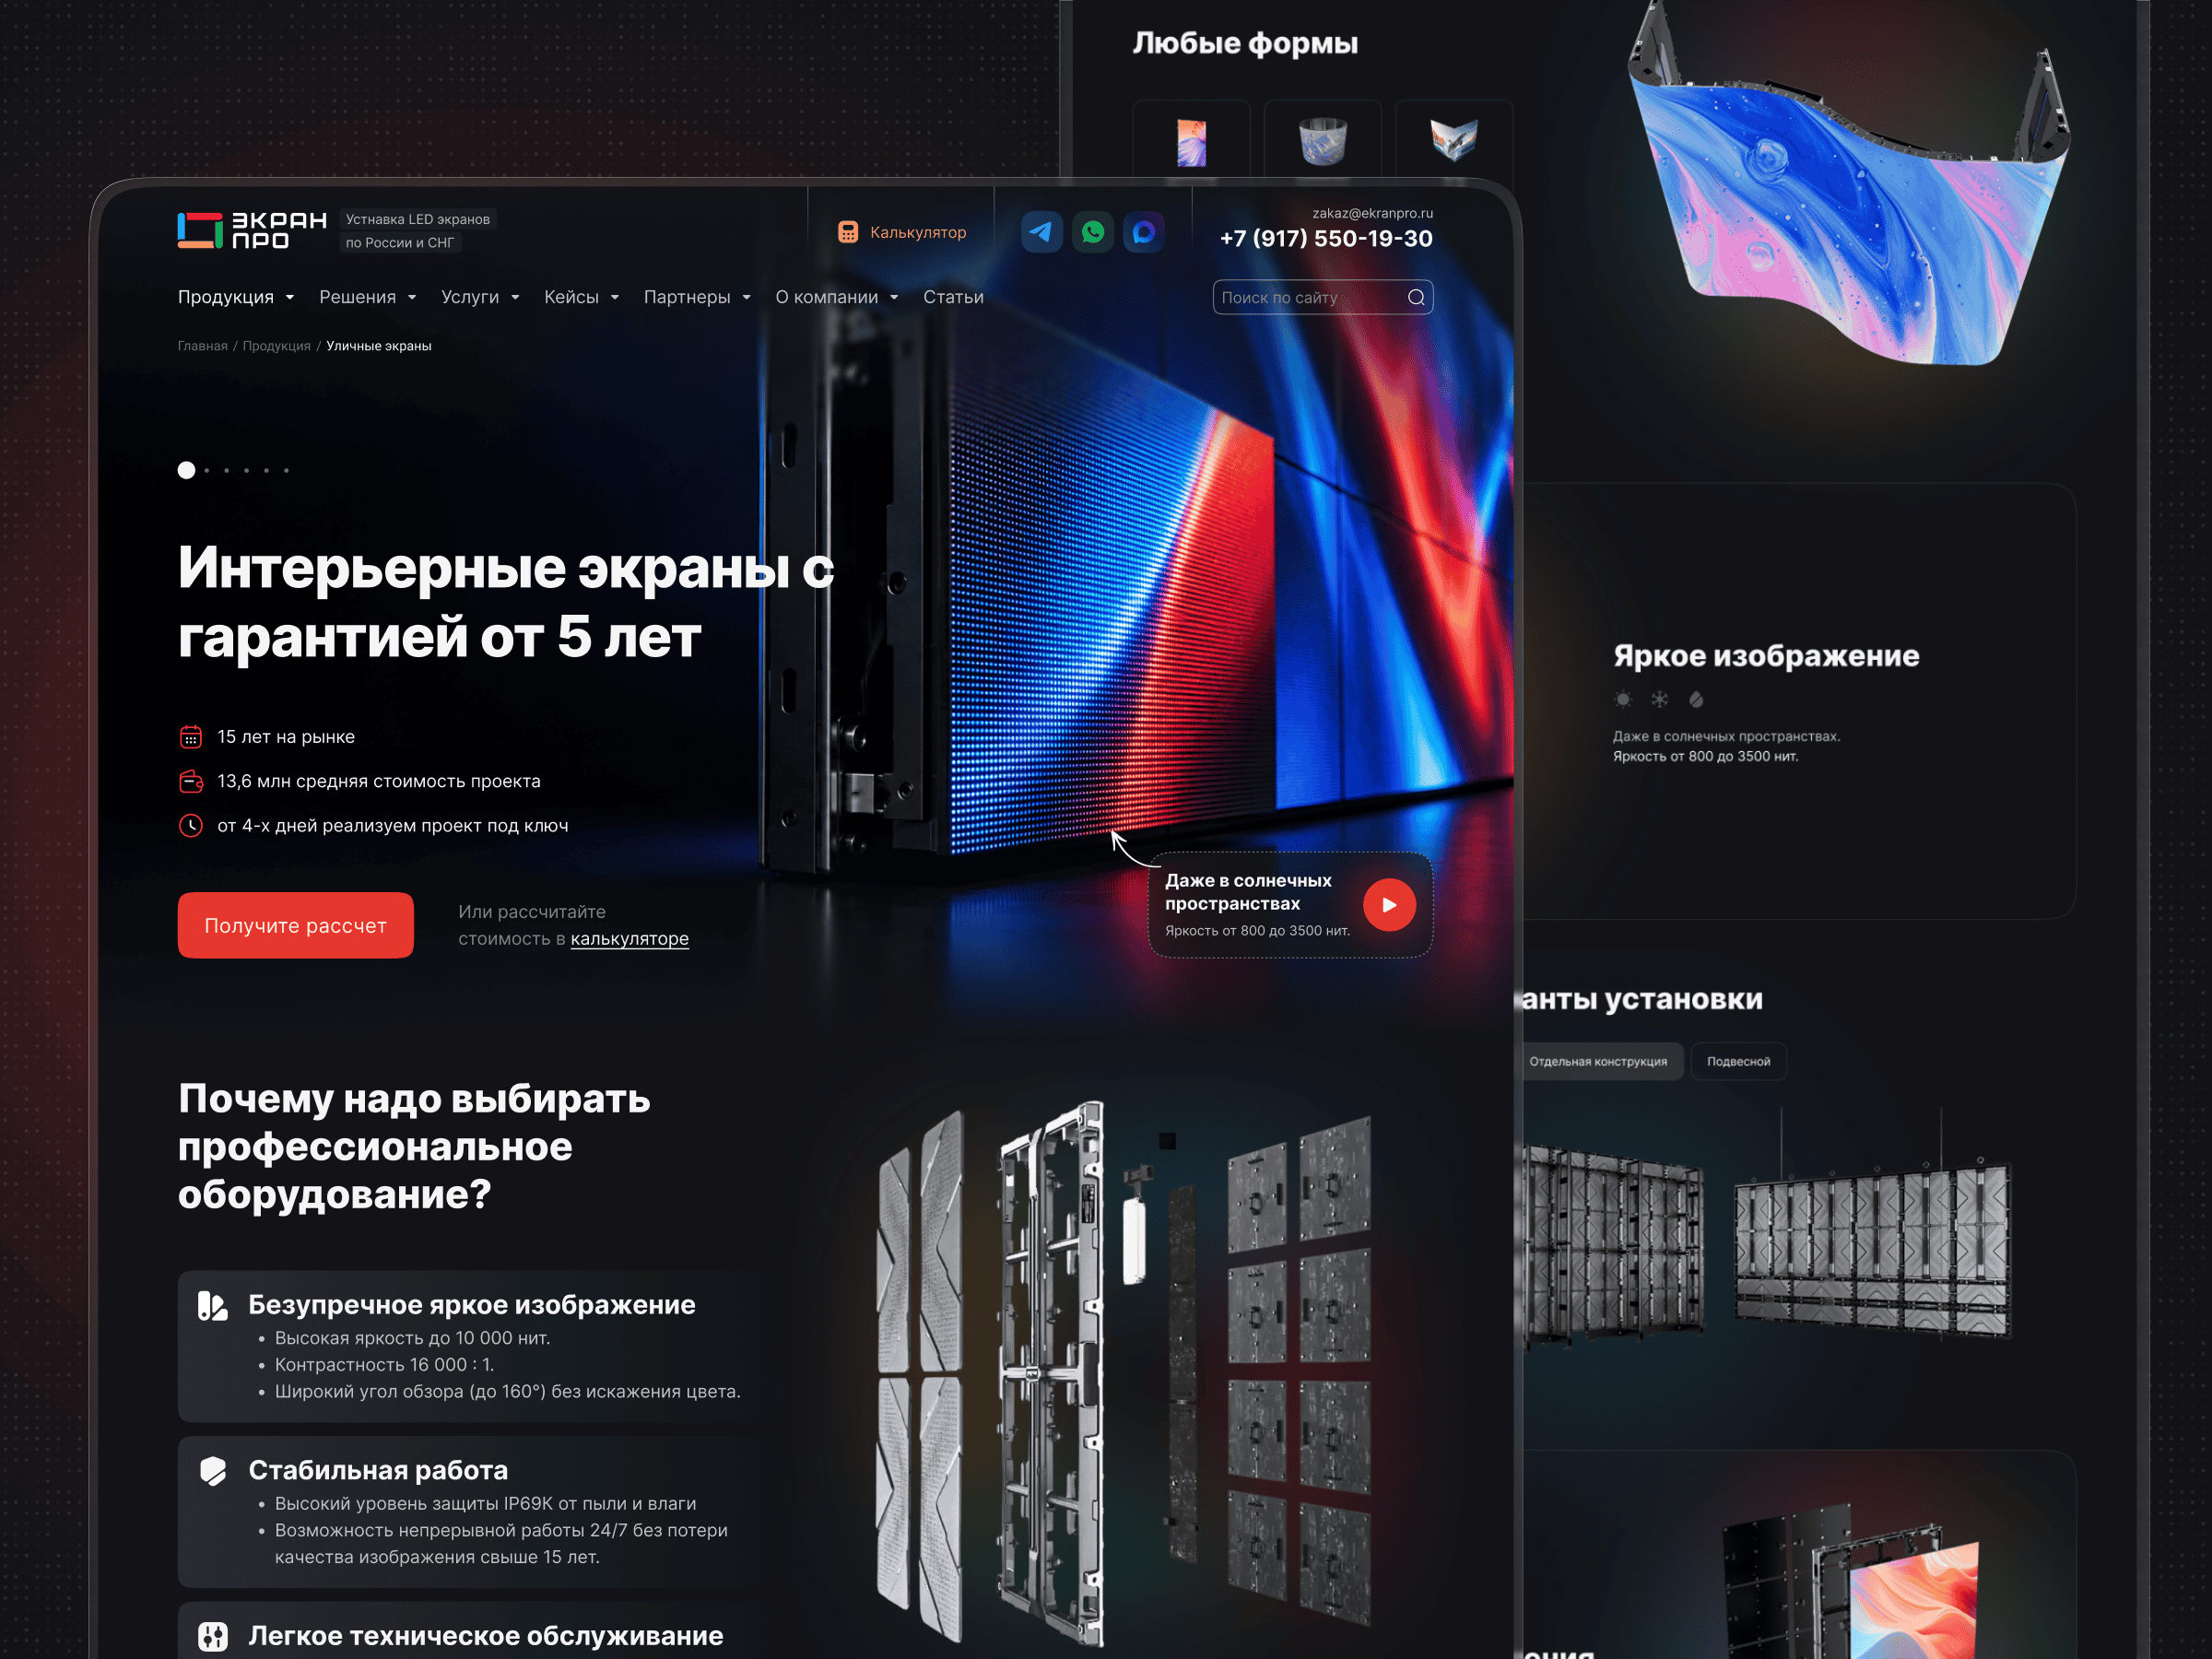 Любые формы
ЭКРАН
ПРО
Устнавка LED экранов
по России и СНГ
Калькулятор
zakaz@ekranpro.ru
+7 (917) 550-19-30
Продукция
Решения
Услуги
Кейсы
Партнеры
О компании
Статьи
Поиск по сайту
Главная / Продукция / Уличные экраны
Интерьерные экраны с
гарантией от 5 лет
15 лет на рынке
13,6 млн средняя стоимость проекта
от 4-х дней реализуем проект под ключ
Получите рассчет
Или рассчитайте
стоимость в калькуляторе
Даже в солнечных
пространствах
Яркость от 800 до 3500 нит.
Почему надо выбирать
профессиональное
оборудование?
Безупречное яркое изображение
• Высокая яркость до 10 000 нит.
• Контрастность 16 000 : 1.
• Широкий угол обзора (до 160°) без искажения цвета.
Стабильная работа
• Высокий уровень защиты IP69K от пыли и влаги
• Возможность непрерывной работы 24/7 без потери
качества изображения свыше 15 лет.
Легкое техническое обслуживание
Яркое изображение
Даже в солнечных пространствах.
Яркость от 800 до 3500 нит.
анты установки
Отдельная конструкция
Подвесной